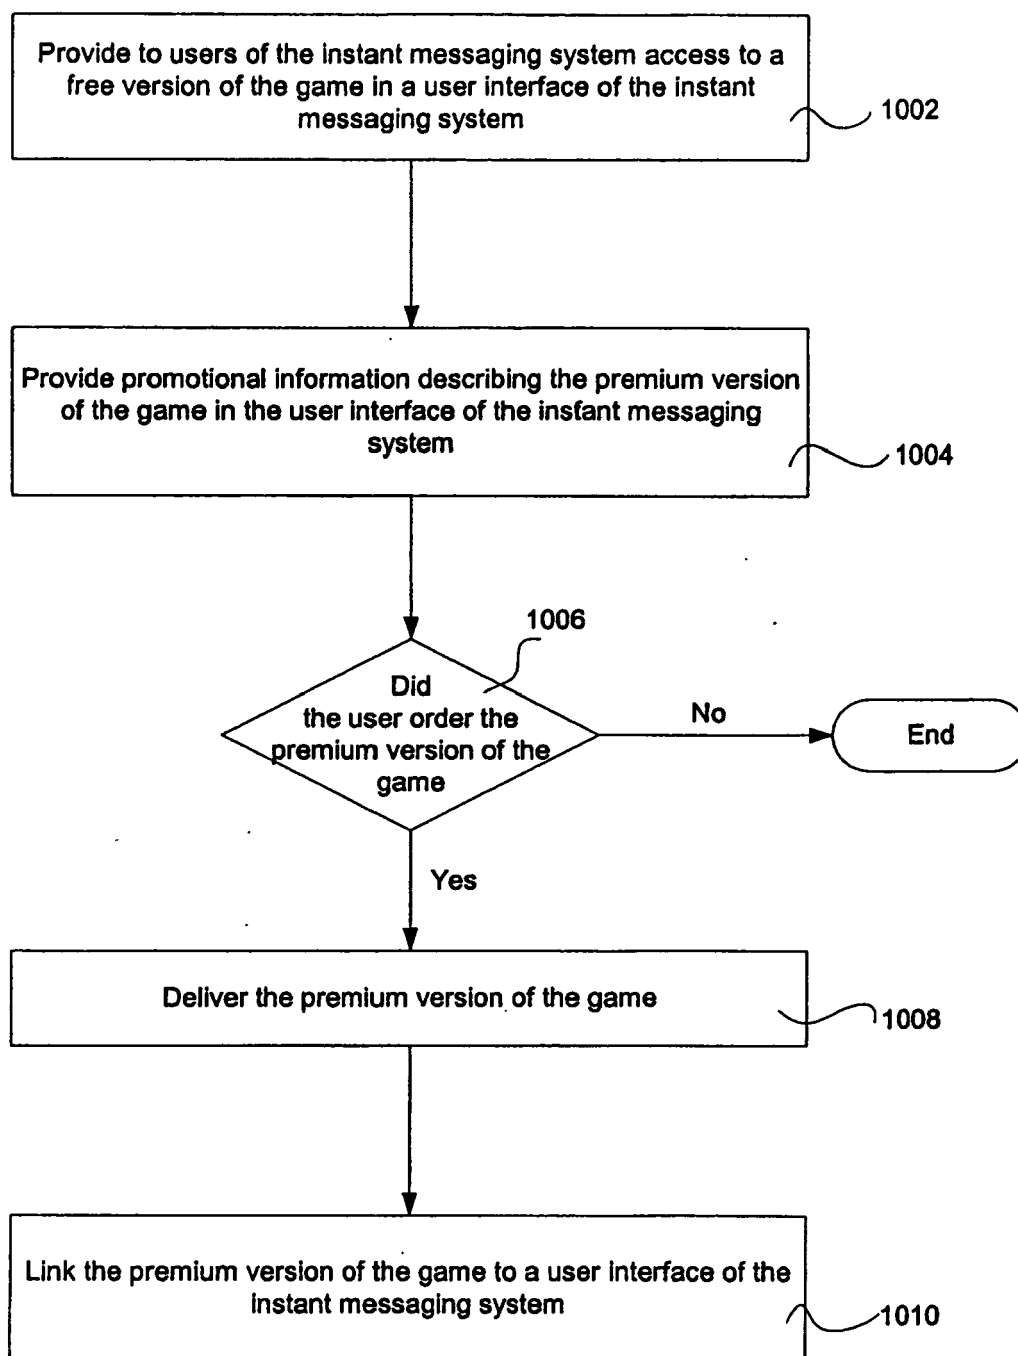 Provide to users of the instant messaging system access to a
free version of the game in a user interface of the instant
messaging system
1002
Provide promotional information describing the premium version
of the game in the user interface of the instant messaging
system
1004
1006
Did
the user order the
premium version of the
game
No
End
Yes
Deliver the premium version of the game
1008
Link the premium version of the game to a user interface of the
instant messaging system
1010